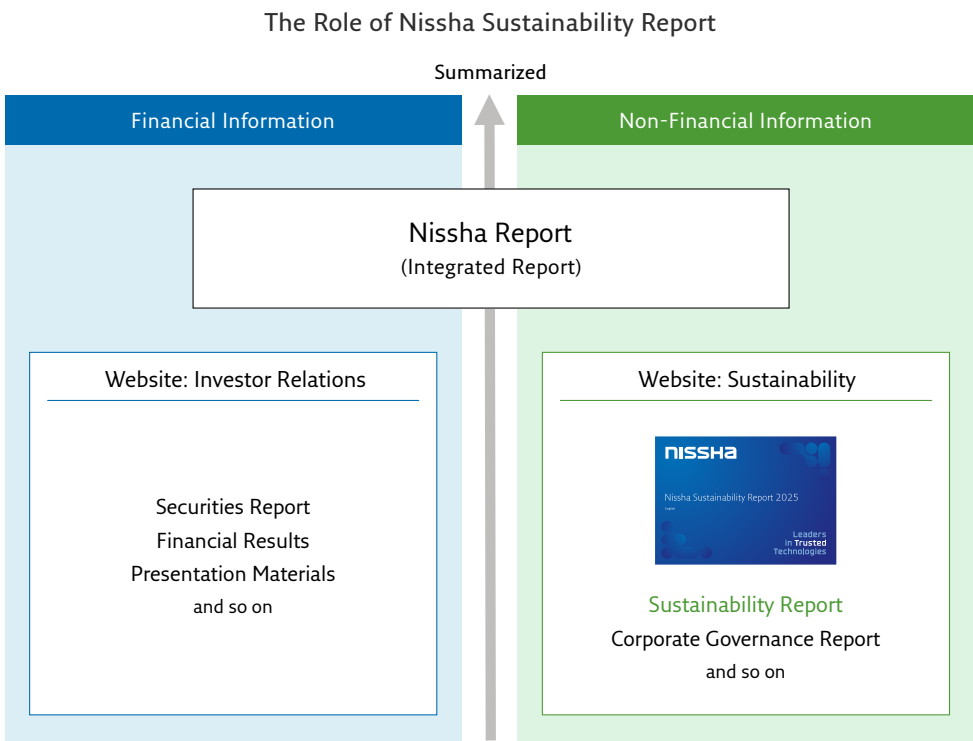 The Role of Nissha Sustainability Report
Summarized
Financial Information
Non-Financial Information
Nissha Report
(Integrated Report)
Website: Investor Relations
Securities Report
Financial Results
Presentation Materials
and so on
Website: Sustainability
nissha
Nissha Sustainability Report 2025
English
Leaders
in Trusted
Technologies
Sustainability Report
Corporate Governance Report
and so on